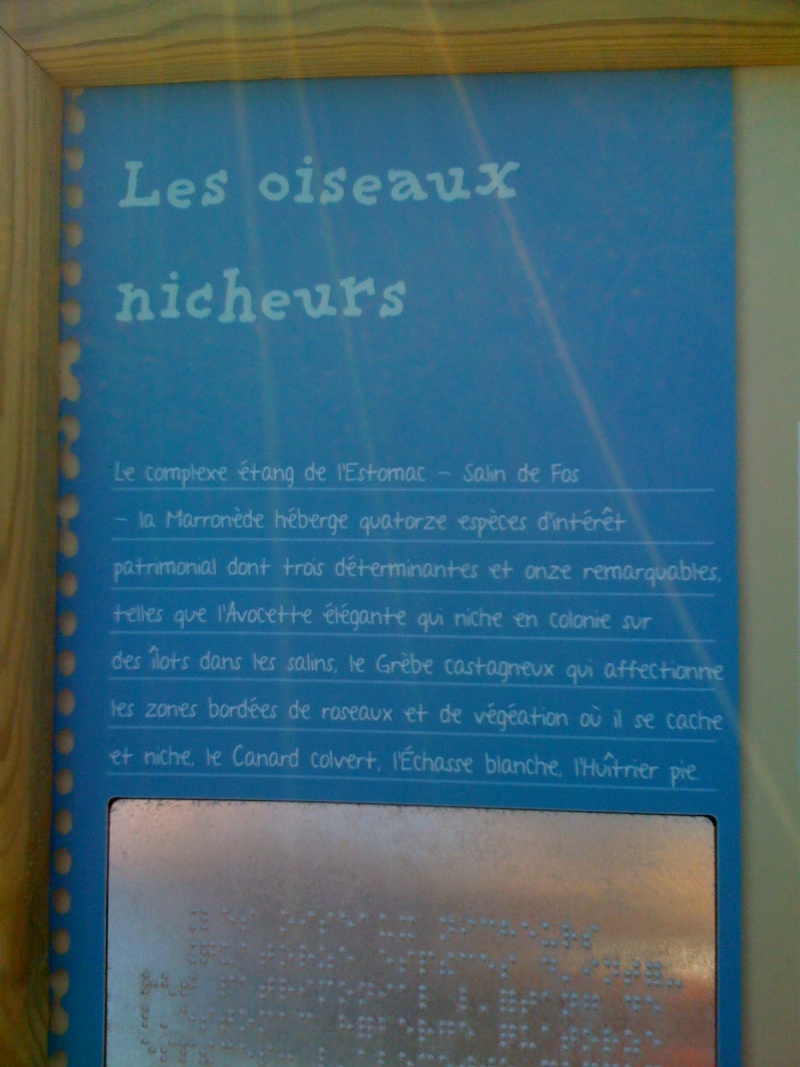 Les oiseaux
nicheurs
Le complexe étang de l'Estomac - Salin de Fos
- la Marronède héberge quatorze espèces d'intérêt
patrimonial dont trois déterminantes et onze remarquables,
telles que l'Avocette élégante qui niche en colonie sur
des îlots dans les salins, le Grèbe castagneux qui affectionne
les zones bordées de roseaux et de végéation où il se cache
et niche, le Canard colvert, l'Échasse blanche, l'Huîtrier pie